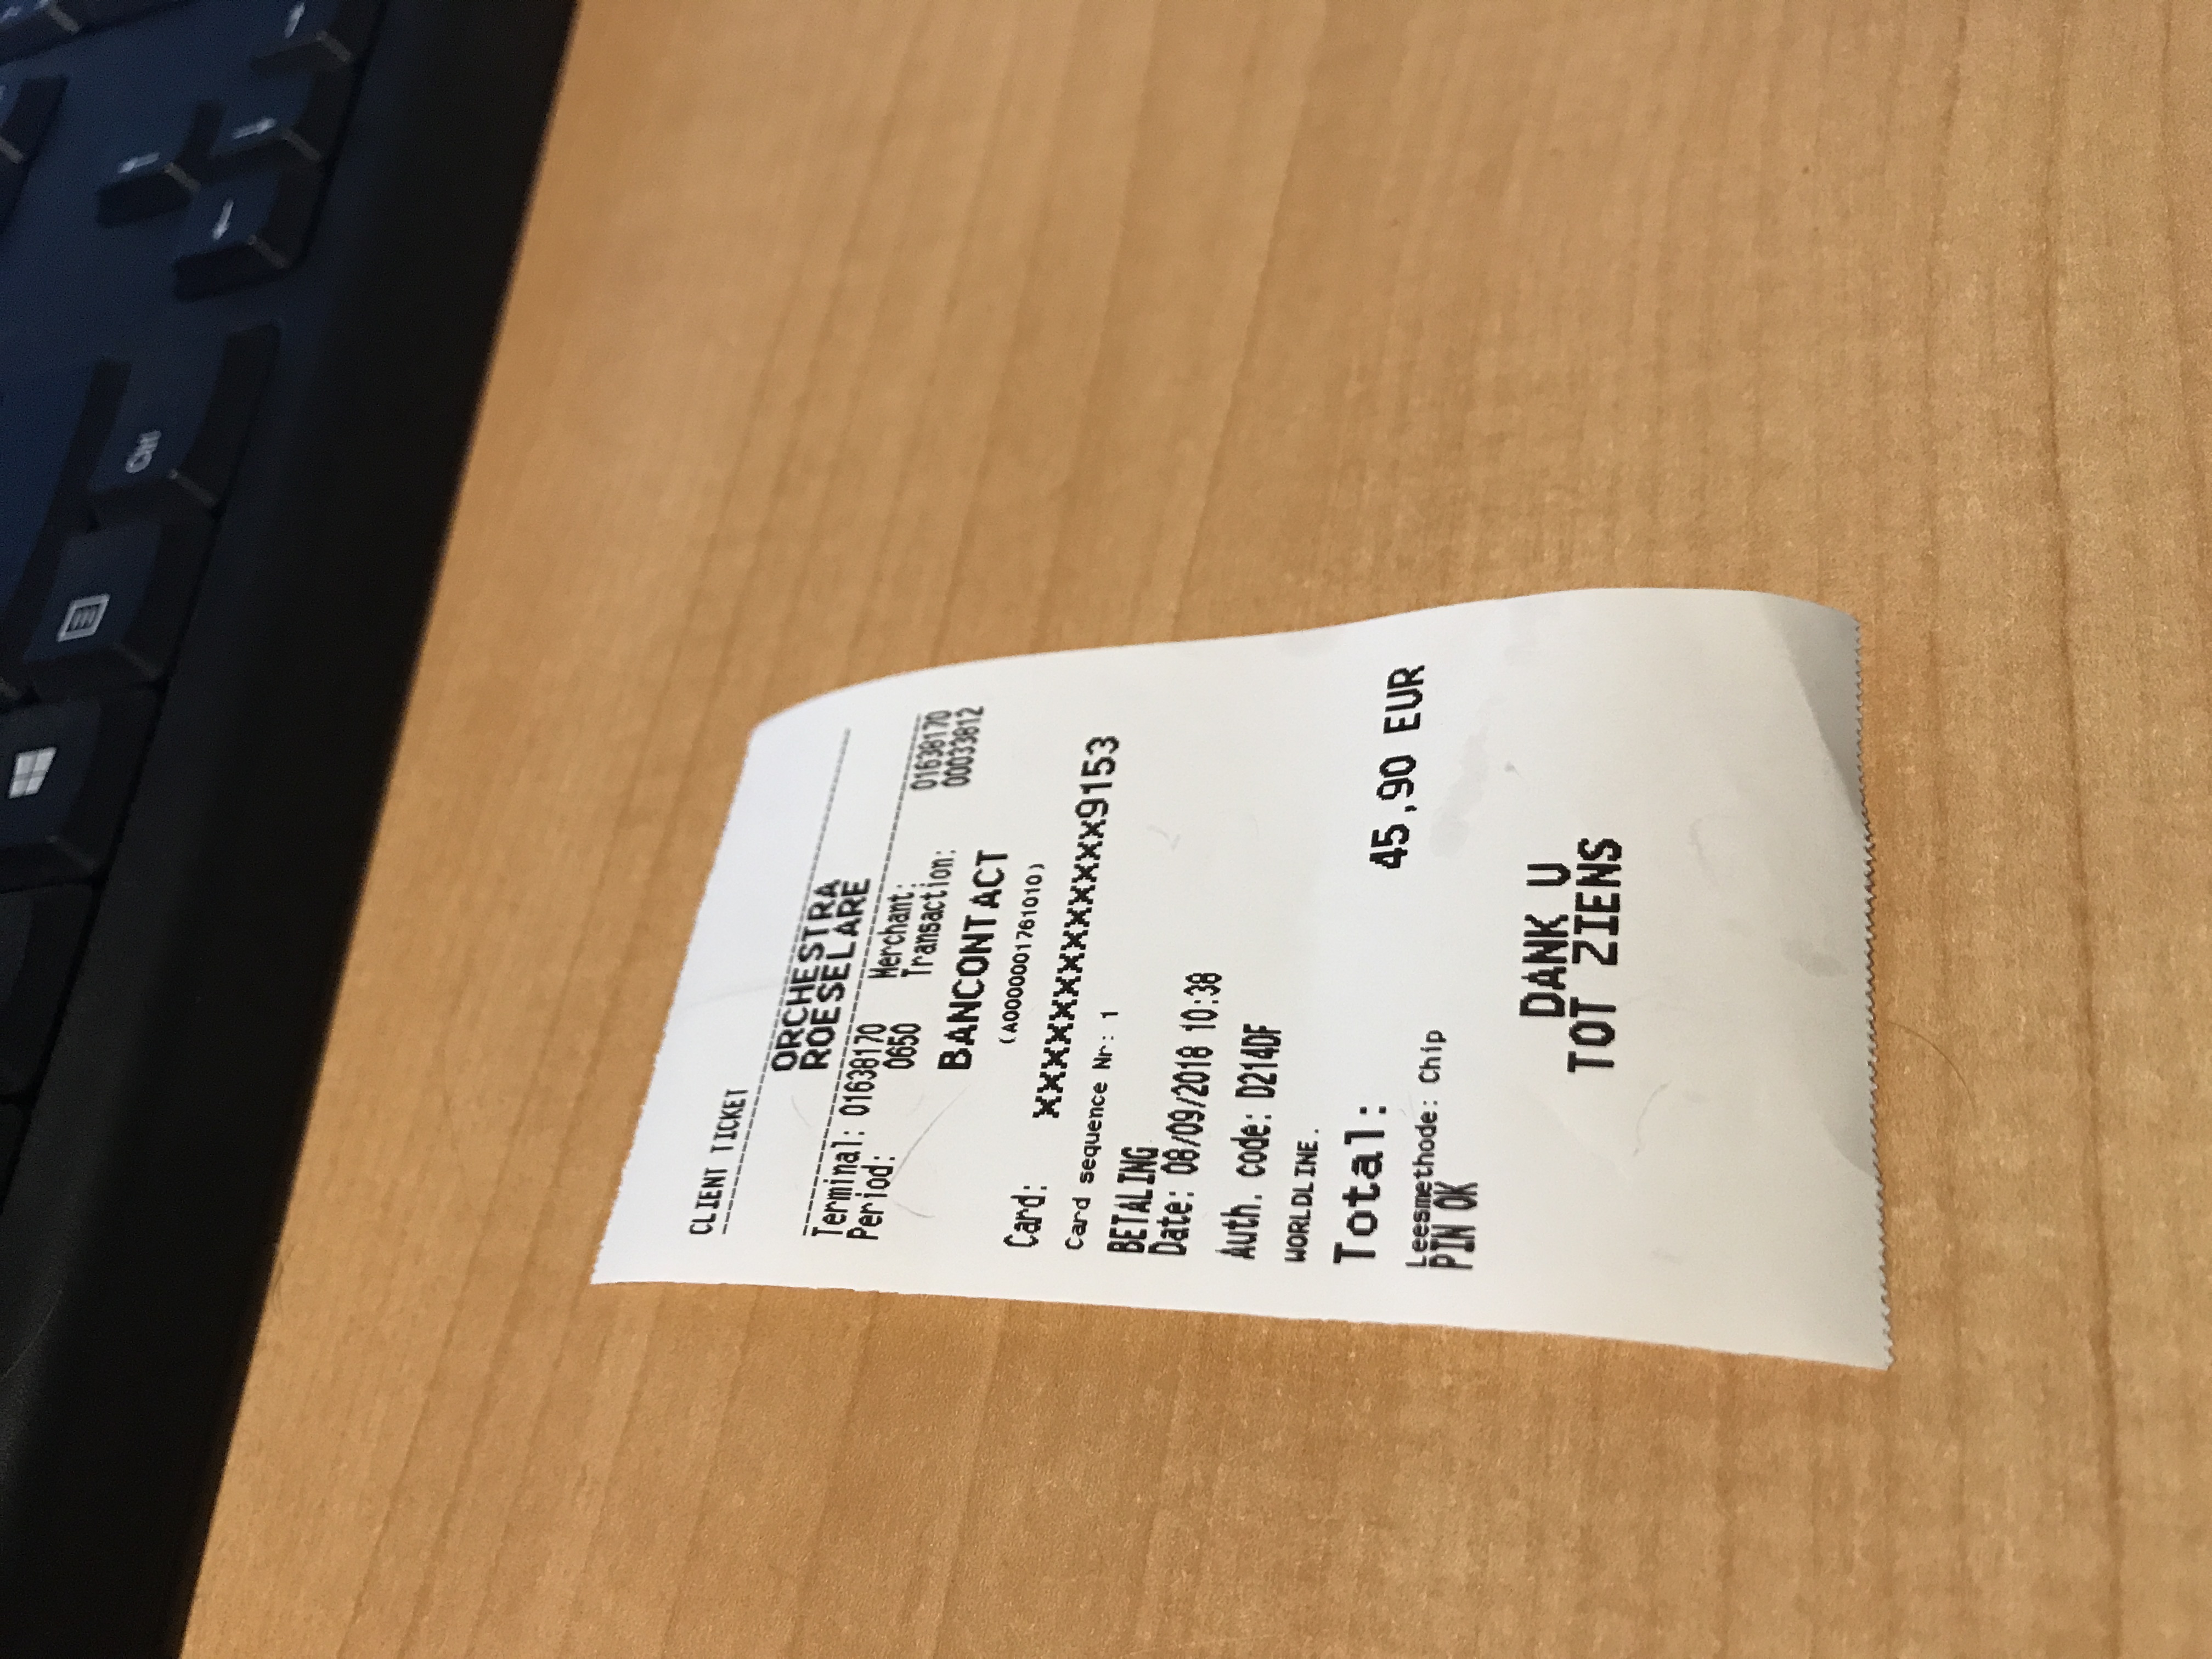 Ctrl
CLIENT TICKET
ORCHESTRA
ROESELARE
Terminal: 01638170 Merchant: 01638170
Period: 0650 Transaction: 00033812
BANCONTACT
(A0000001761010)
Card: xxxxxxxxxxxxx9153
Card sequence Nr: 1
BETALING
Date: 08/09/2018 10:38
Auth. code: D214DF
WORLDLINE.
Total: 45,90 EUR
Leesmethode: Chip
PIN OK
DANK U
TOT ZIENS